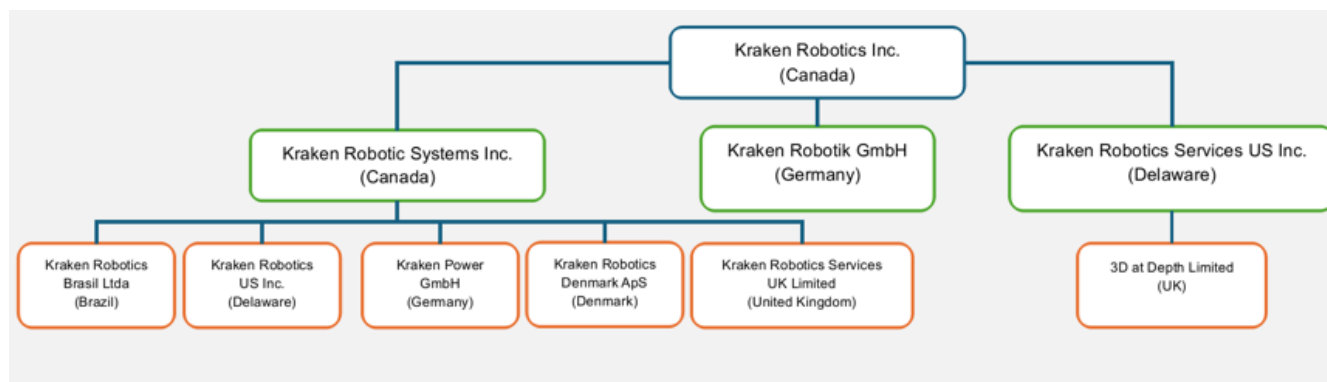 Kraken Robotics Inc.
(Canada)
Kraken Robotic Systems Inc.
(Canada)
Kraken Robotik GmbH
(Germany)
Kraken Robotics Services US Inc.
(Delaware)
Kraken Robotics
Brasil Ltda
(Brazil)
Kraken Robotics
US Inc.
(Delaware)
Kraken Power
GmbH
(Germany)
Kraken Robotics
Denmark ApS
(Denmark)
Kraken Robotics Services
UK Limited
(United Kingdom)
3D at Depth Limited
(UK)